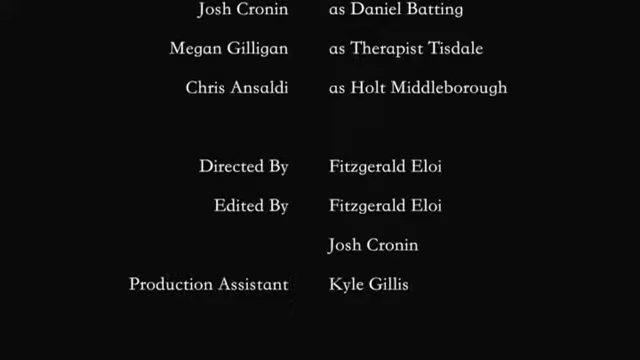 Josh Cronin as Daniel Batting
Megan Gilligan as Therapist Tisdale
Chris Ansaldi as Holt Middleborough
Directed By Fitzgerald Eloi
Edited By Fitzgerald Eloi
Josh Cronin
Production Assistant Kyle Gillis